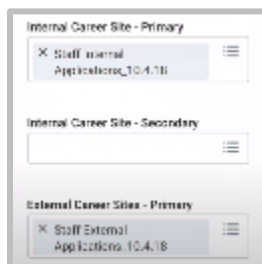 Internal Career Site - Primary
× Staff Internal
Applications_10.4.18
Internal Career Site - Secondary
External Career Sites - Primary
× Staff External
Applications_10.4.18